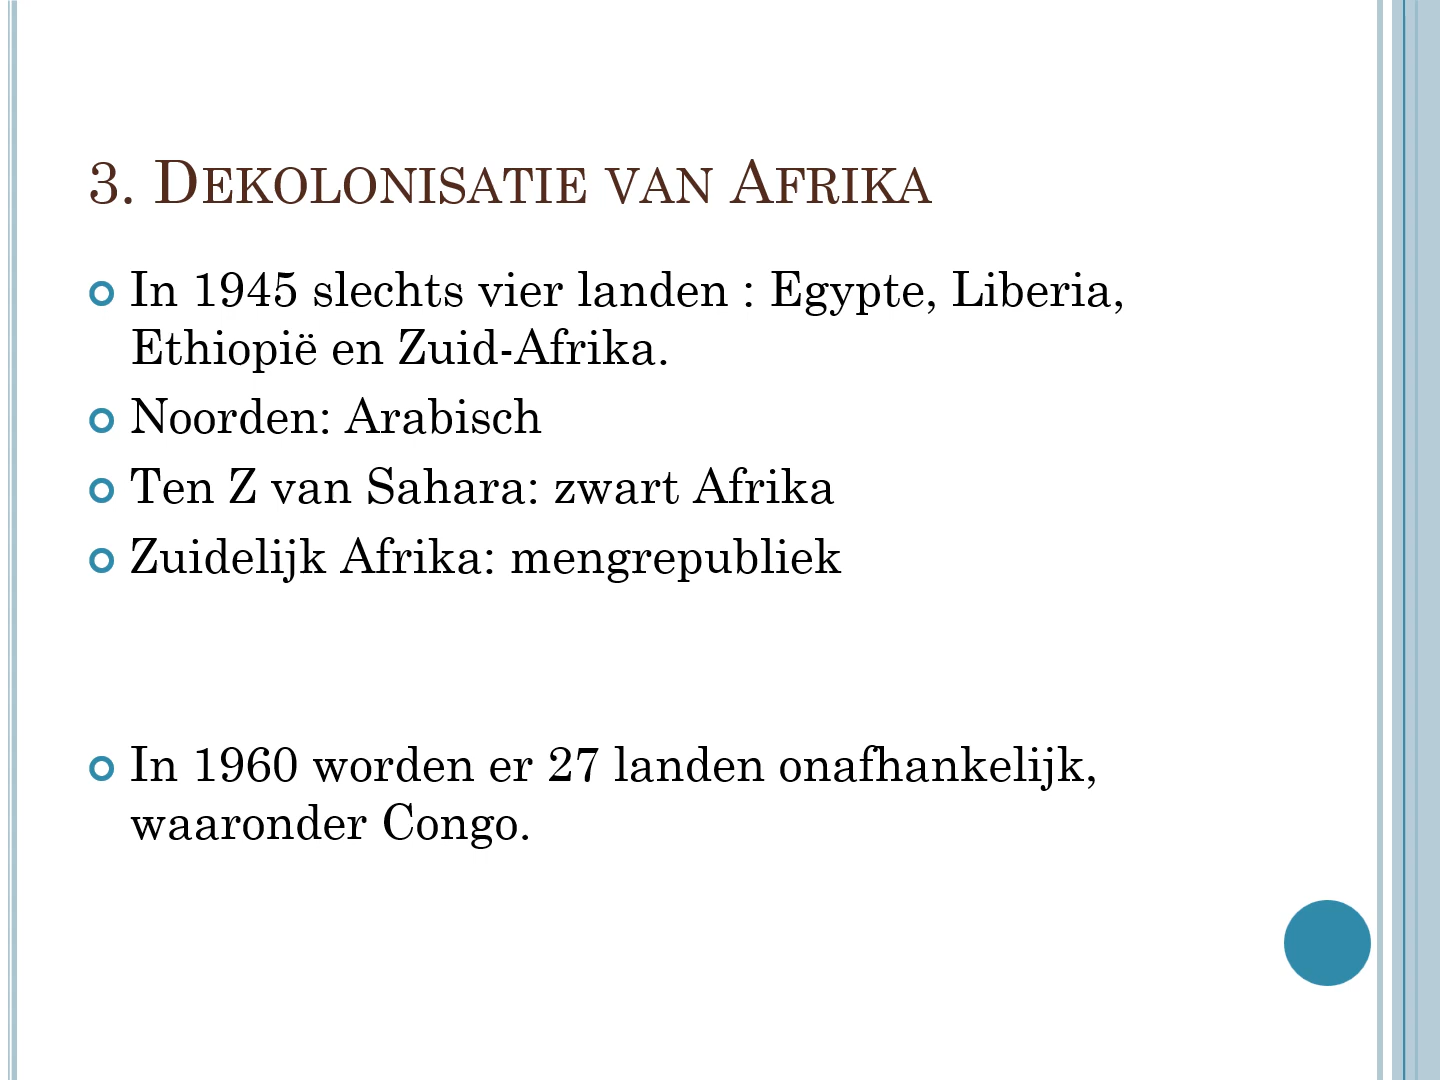 3. Dekolonisatie van Afrika
In 1945 slechts vier landen : Egypte, Liberia,
Ethiopië en Zuid-Afrika.
Noorden: Arabisch
Ten Z van Sahara: zwart Afrika
Zuidelijk Afrika: mengrepubliek
In 1960 worden er 27 landen onafhankelijk,
waaronder Congo.